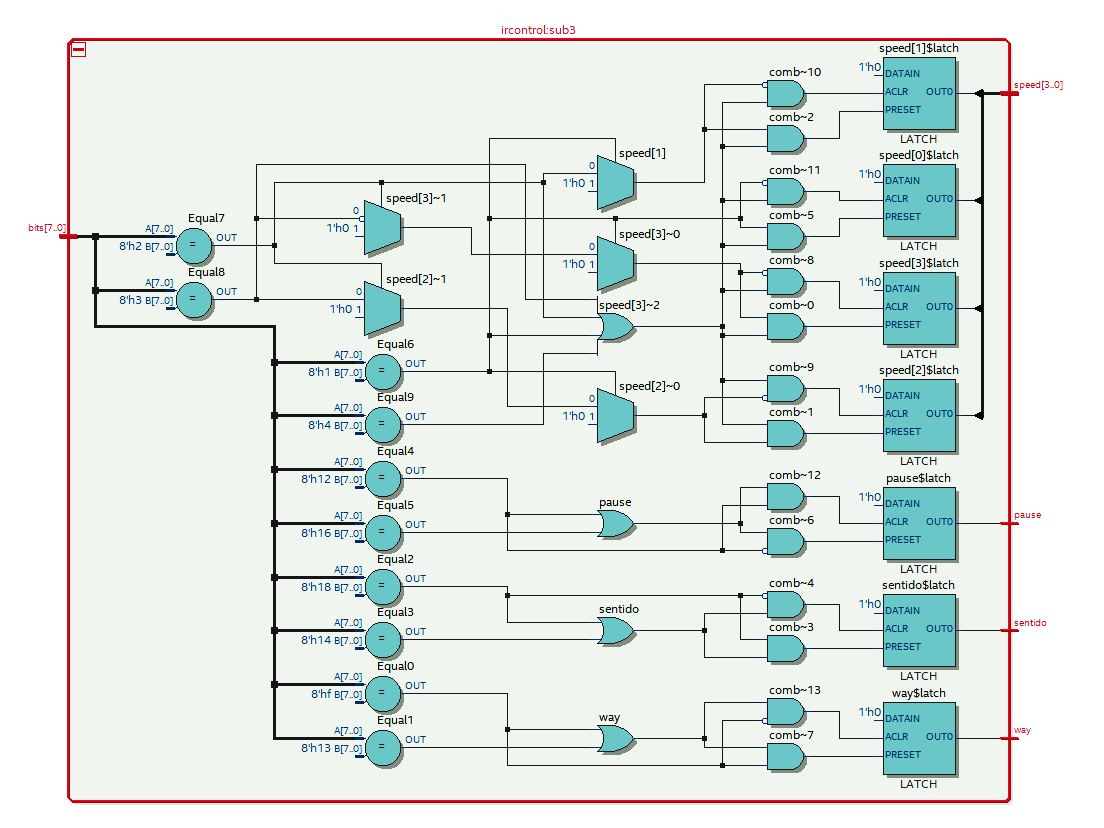 ircontrol:sub3
bits[7..0]
Equal7
A[7..0]
8'h2 B[7..0]
OUT
Equal8
A[7..0]
8'h3 B[7..0]
OUT
speed[3]~1
0
1'h0 1
speed[2]~1
0
1'h0 1
Equal6
A[7..0]
8'h1 B[7..0]
OUT
Equal9
A[7..0]
8'h4 B[7..0]
OUT
Equal4
A[7..0]
8'h12 B[7..0]
OUT
Equal5
A[7..0]
8'h16 B[7..0]
OUT
Equal2
A[7..0]
8'h18 B[7..0]
OUT
Equal3
A[7..0]
8'h14 B[7..0]
OUT
Equal0
A[7..0]
8'hf B[7..0]
OUT
Equal1
A[7..0]
8'h13 B[7..0]
OUT
speed[1]
0
1'h0 1
speed[3]~0
0
1'h0 1
speed[3]~2
speed[2]~0
0
1'h0 1
pause
sentido
way
comb~10
comb~2
comb~11
comb~5
comb~8
comb~0
comb~9
comb~1
comb~12
comb~6
comb~4
comb~3
comb~13
comb~7
speed[1]$latch
1'h0 DATAIN
ACLR OUT0
PRESET
LATCH
speed[0]$latch
1'h0 DATAIN
ACLR OUT0
PRESET
LATCH
speed[3]$latch
1'h0 DATAIN
ACLR OUT0
PRESET
LATCH
speed[2]$latch
1'h0 DATAIN
ACLR OUT0
PRESET
LATCH
pause$latch
1'h0 DATAIN
ACLR OUT0
PRESET
LATCH
sentido$latch
1'h0 DATAIN
ACLR OUT0
PRESET
LATCH
way$latch
1'h0 DATAIN
ACLR OUT0
PRESET
LATCH
speed[3..0]
pause
sentido
way